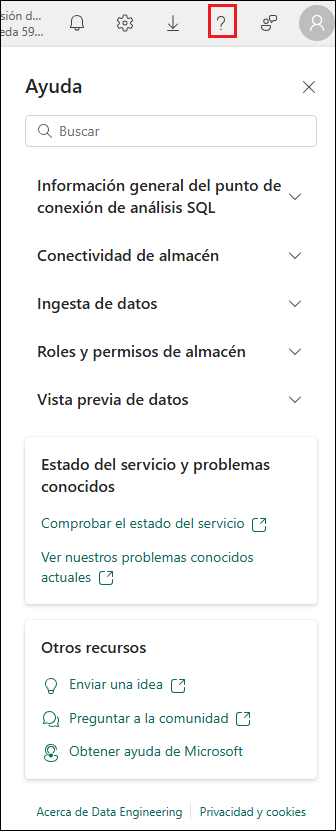 sión d...
eda 59...
?
Ayuda
Buscar
Información general del punto de
conexión de análisis SQL
Conectividad de almacén
Ingesta de datos
Roles y permisos de almacén
Vista previa de datos
Estado del servicio y problemas
conocidos
Comprobar el estado del servicio
Ver nuestros problemas conocidos
actuales
Otros recursos
Enviar una idea
Preguntar a la comunidad
Obtener ayuda de Microsoft
Acerca de Data Engineering
Privacidad y cookies